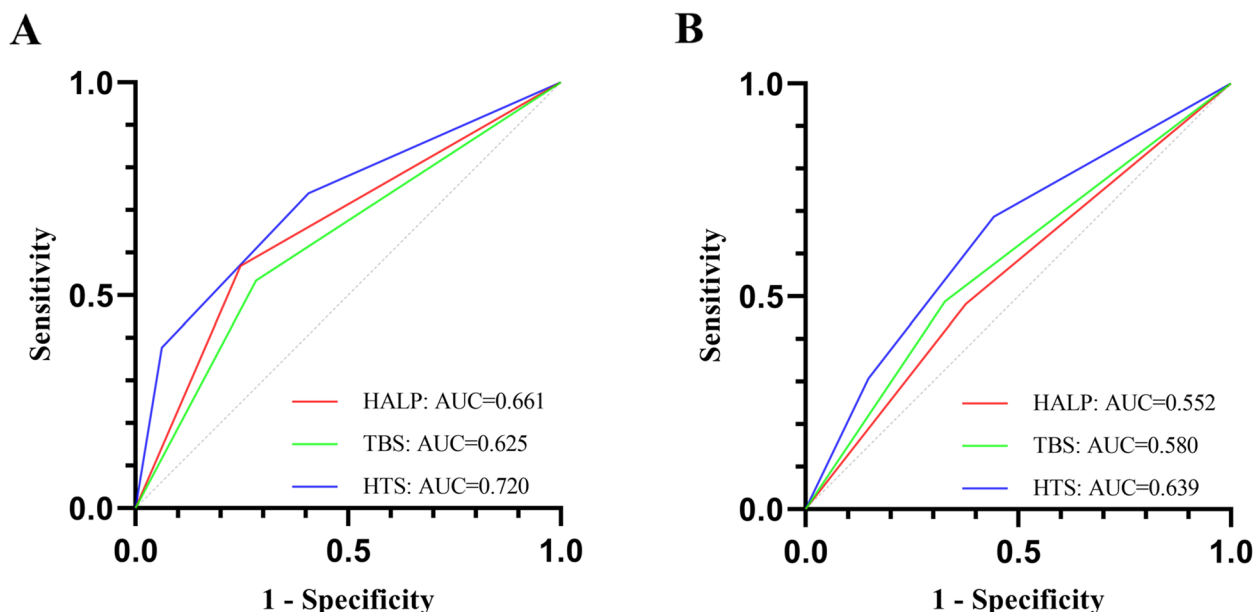 A
1.0
0.5
0.0
Sensitivity
HALP: AUC=0.661
TBS: AUC=0.625
HTS: AUC=0.720
0.0 0.5 1.0
1 - Specificity
B
1.0
0.5
0.0
Sensitivity
HALP: AUC=0.552
TBS: AUC=0.580
HTS: AUC=0.639
0.0 0.5 1.0
1 - Specificity